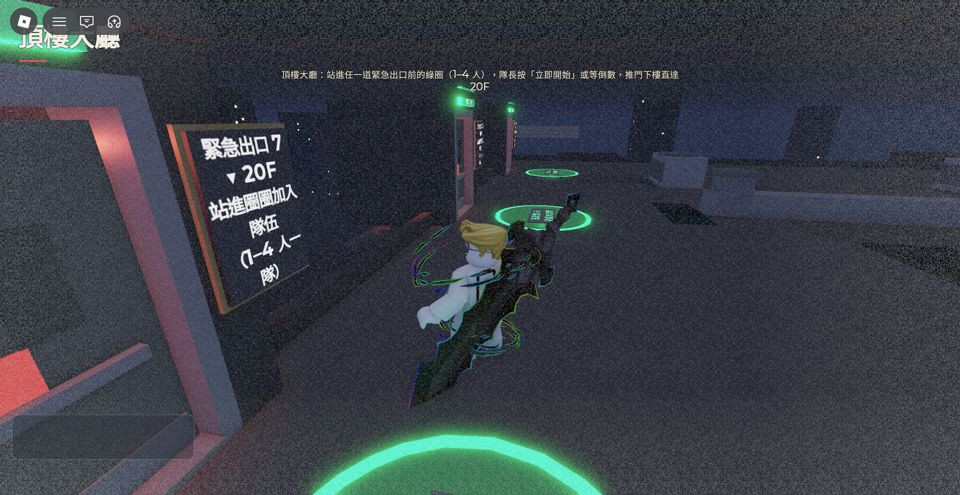 頂樓大廳
頂樓大廳：站進任一道緊急出口前的綠圈（1–4 人），隊長按「立即開始」或等倒數，推門下樓直達
20F
緊急出口 7
▼ 20F
站進圈圈加入
隊伍
（1–4 人一
隊）